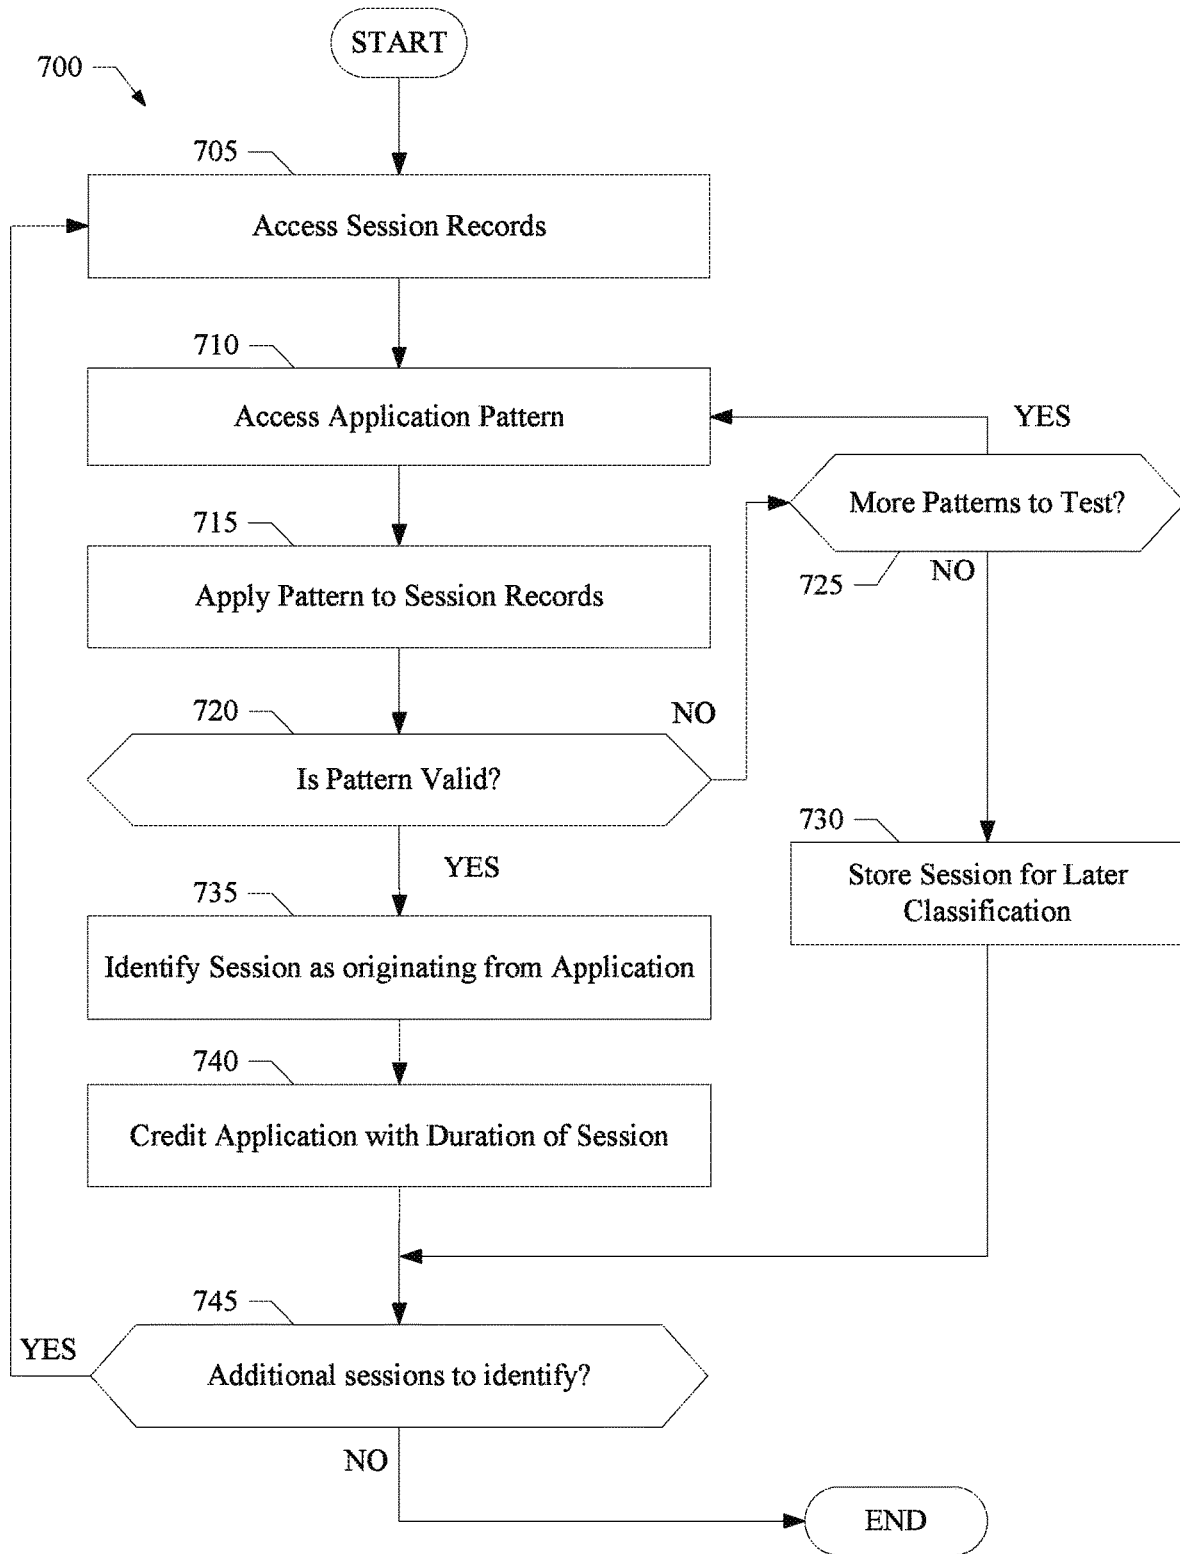 START
700
705
Access Session Records
710
Access Application Pattern
YES
More Patterns to Test?
725
NO
715
Apply Pattern to Session Records
720
NO
Is Pattern Valid?
YES
730
Store Session for Later
Classification
735
Identify Session as originating from Application
740
Credit Application with Duration of Session
745
YES
Additional sessions to identify?
NO
END